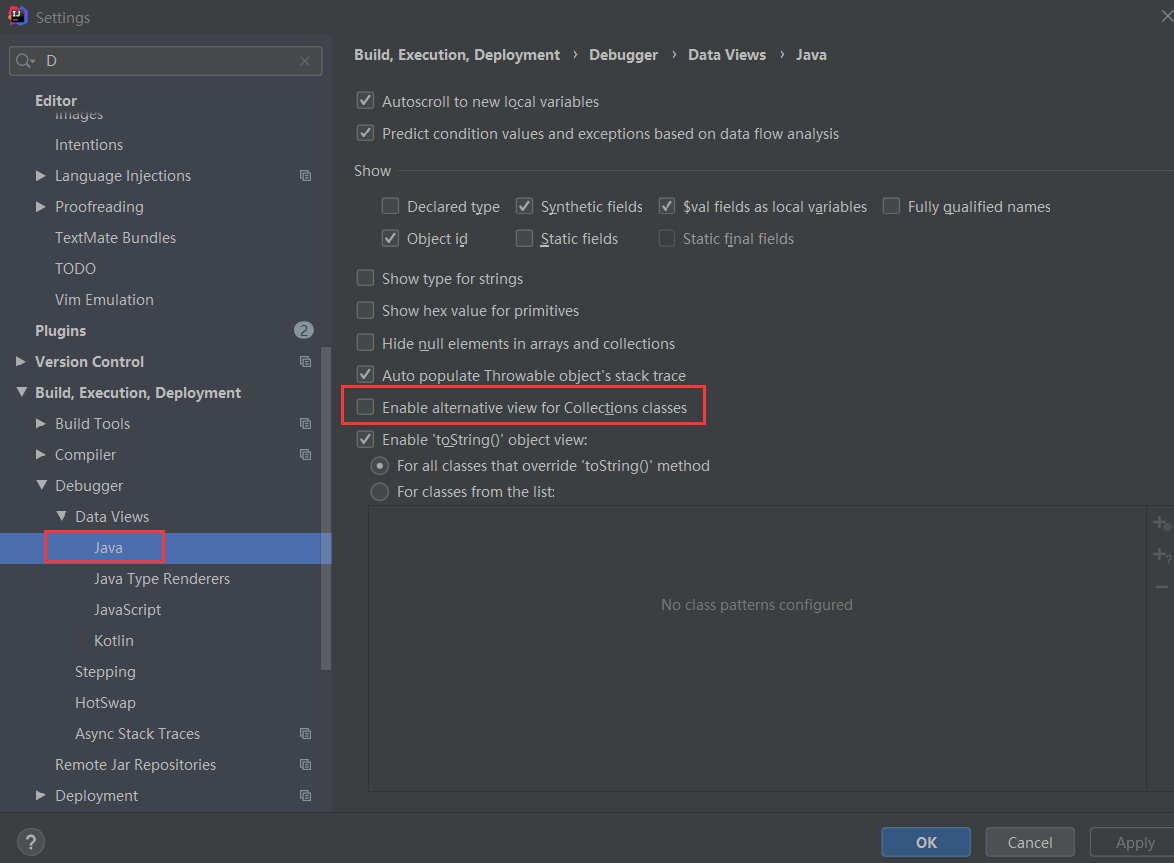 Settings
D
Editor
Images
Intentions
Language Injections
Proofreading
TextMate Bundles
TODO
Vim Emulation
Plugins 2
Version Control
Build, Execution, Deployment
Build Tools
Compiler
Debugger
Data Views
Java
Java Type Renderers
JavaScript
Kotlin
Stepping
HotSwap
Async Stack Traces
Remote Jar Repositories
Deployment
?
Build, Execution, Deployment › Debugger › Data Views › Java
Autoscroll to new local variables
Predict condition values and exceptions based on data flow analysis
Show
Declared type Synthetic fields $val fields as local variables Fully qualified names
Object id Static fields Static final fields
Show type for strings
Show hex value for primitives
Hide null elements in arrays and collections
Auto populate Throwable object's stack trace
Enable alternative view for Collections classes
Enable 'toString()' object view:
For all classes that override 'toString()' method
For classes from the list:
No class patterns configured
OK Cancel Apply